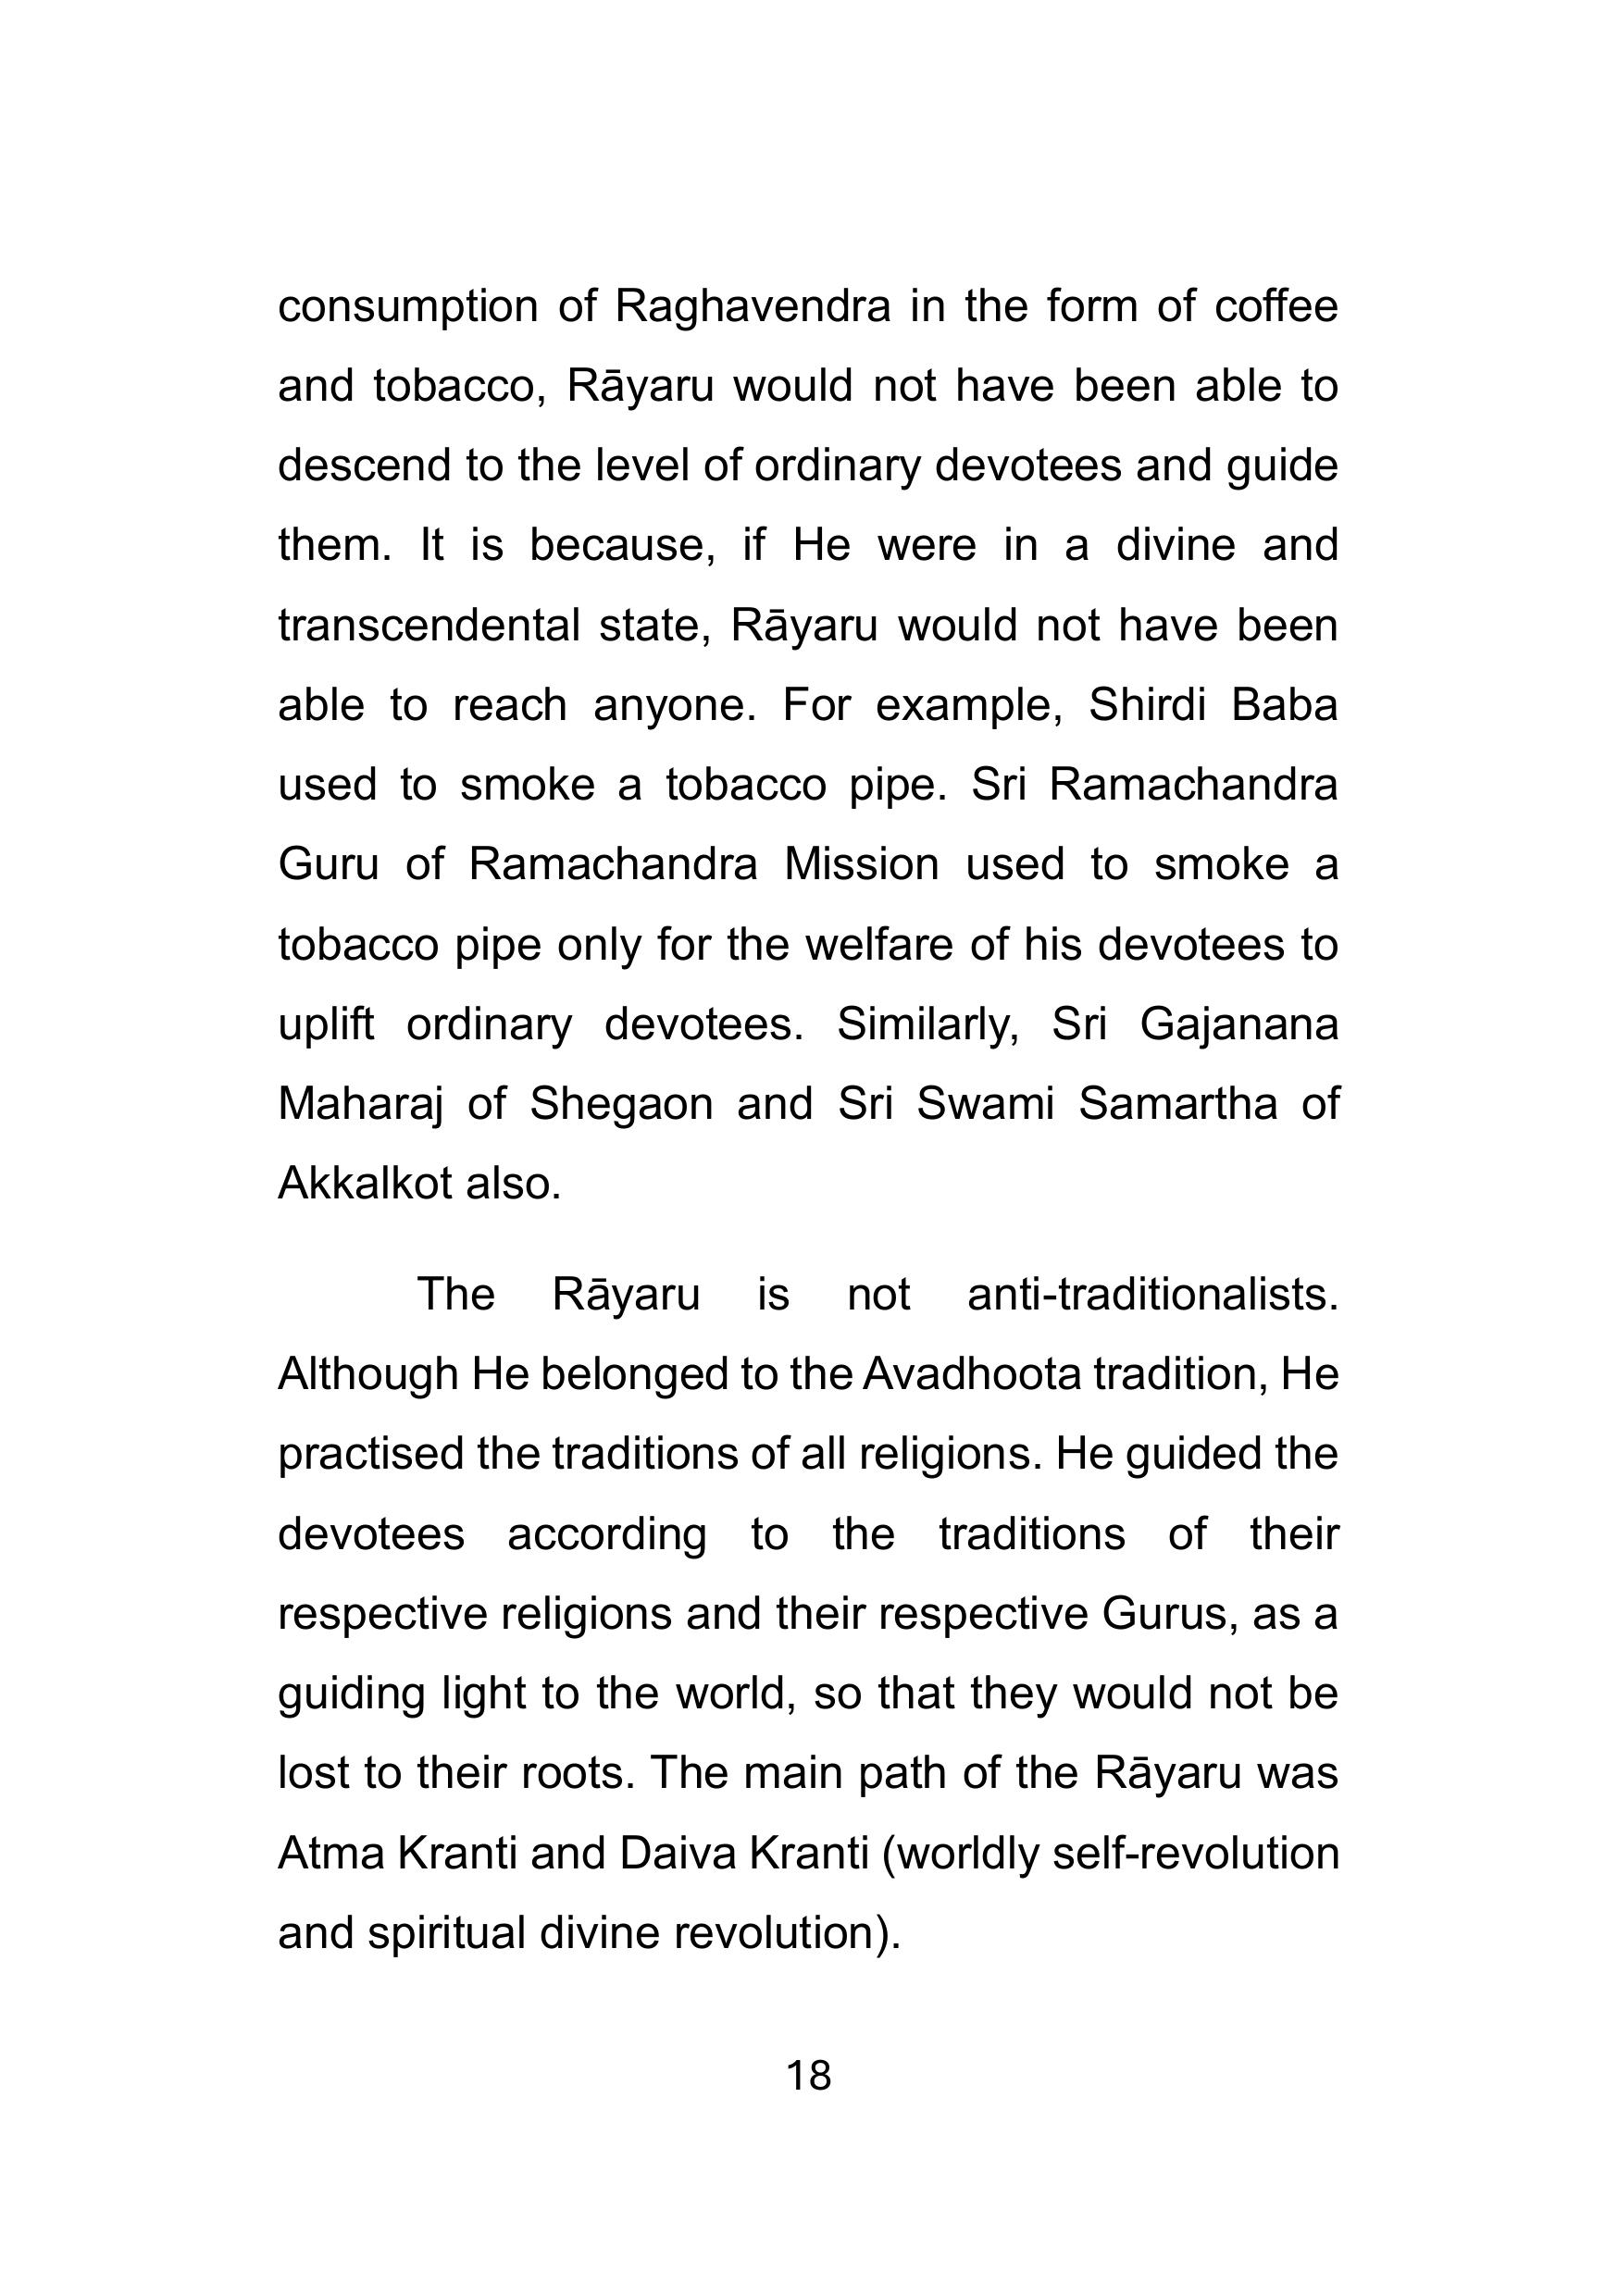 consumption of Raghavendra in the form of coffee
and tobacco, Rāyaru would not have been able to
descend to the level of ordinary devotees and guide
them. It is because, if He were in a divine and
transcendental state, Rāyaru would not have been
able to reach anyone. For example, Shirdi Baba
used to smoke a tobacco pipe. Sri Ramachandra
Guru of Ramachandra Mission used to smoke a
tobacco pipe only for the welfare of his devotees to
uplift ordinary devotees. Similarly, Sri Gajanana
Maharaj of Shegaon and Sri Swami Samartha of
Akkalkot also.
The Rāyaru is not anti-traditionalists.
Although He belonged to the Avadhoota tradition, He
practised the traditions of all religions. He guided the
devotees according to the traditions of their
respective religions and their respective Gurus, as a
guiding light to the world, so that they would not be
lost to their roots. The main path of the Rāyaru was
Atma Kranti and Daiva Kranti (worldly self-revolution
and spiritual divine revolution).
18